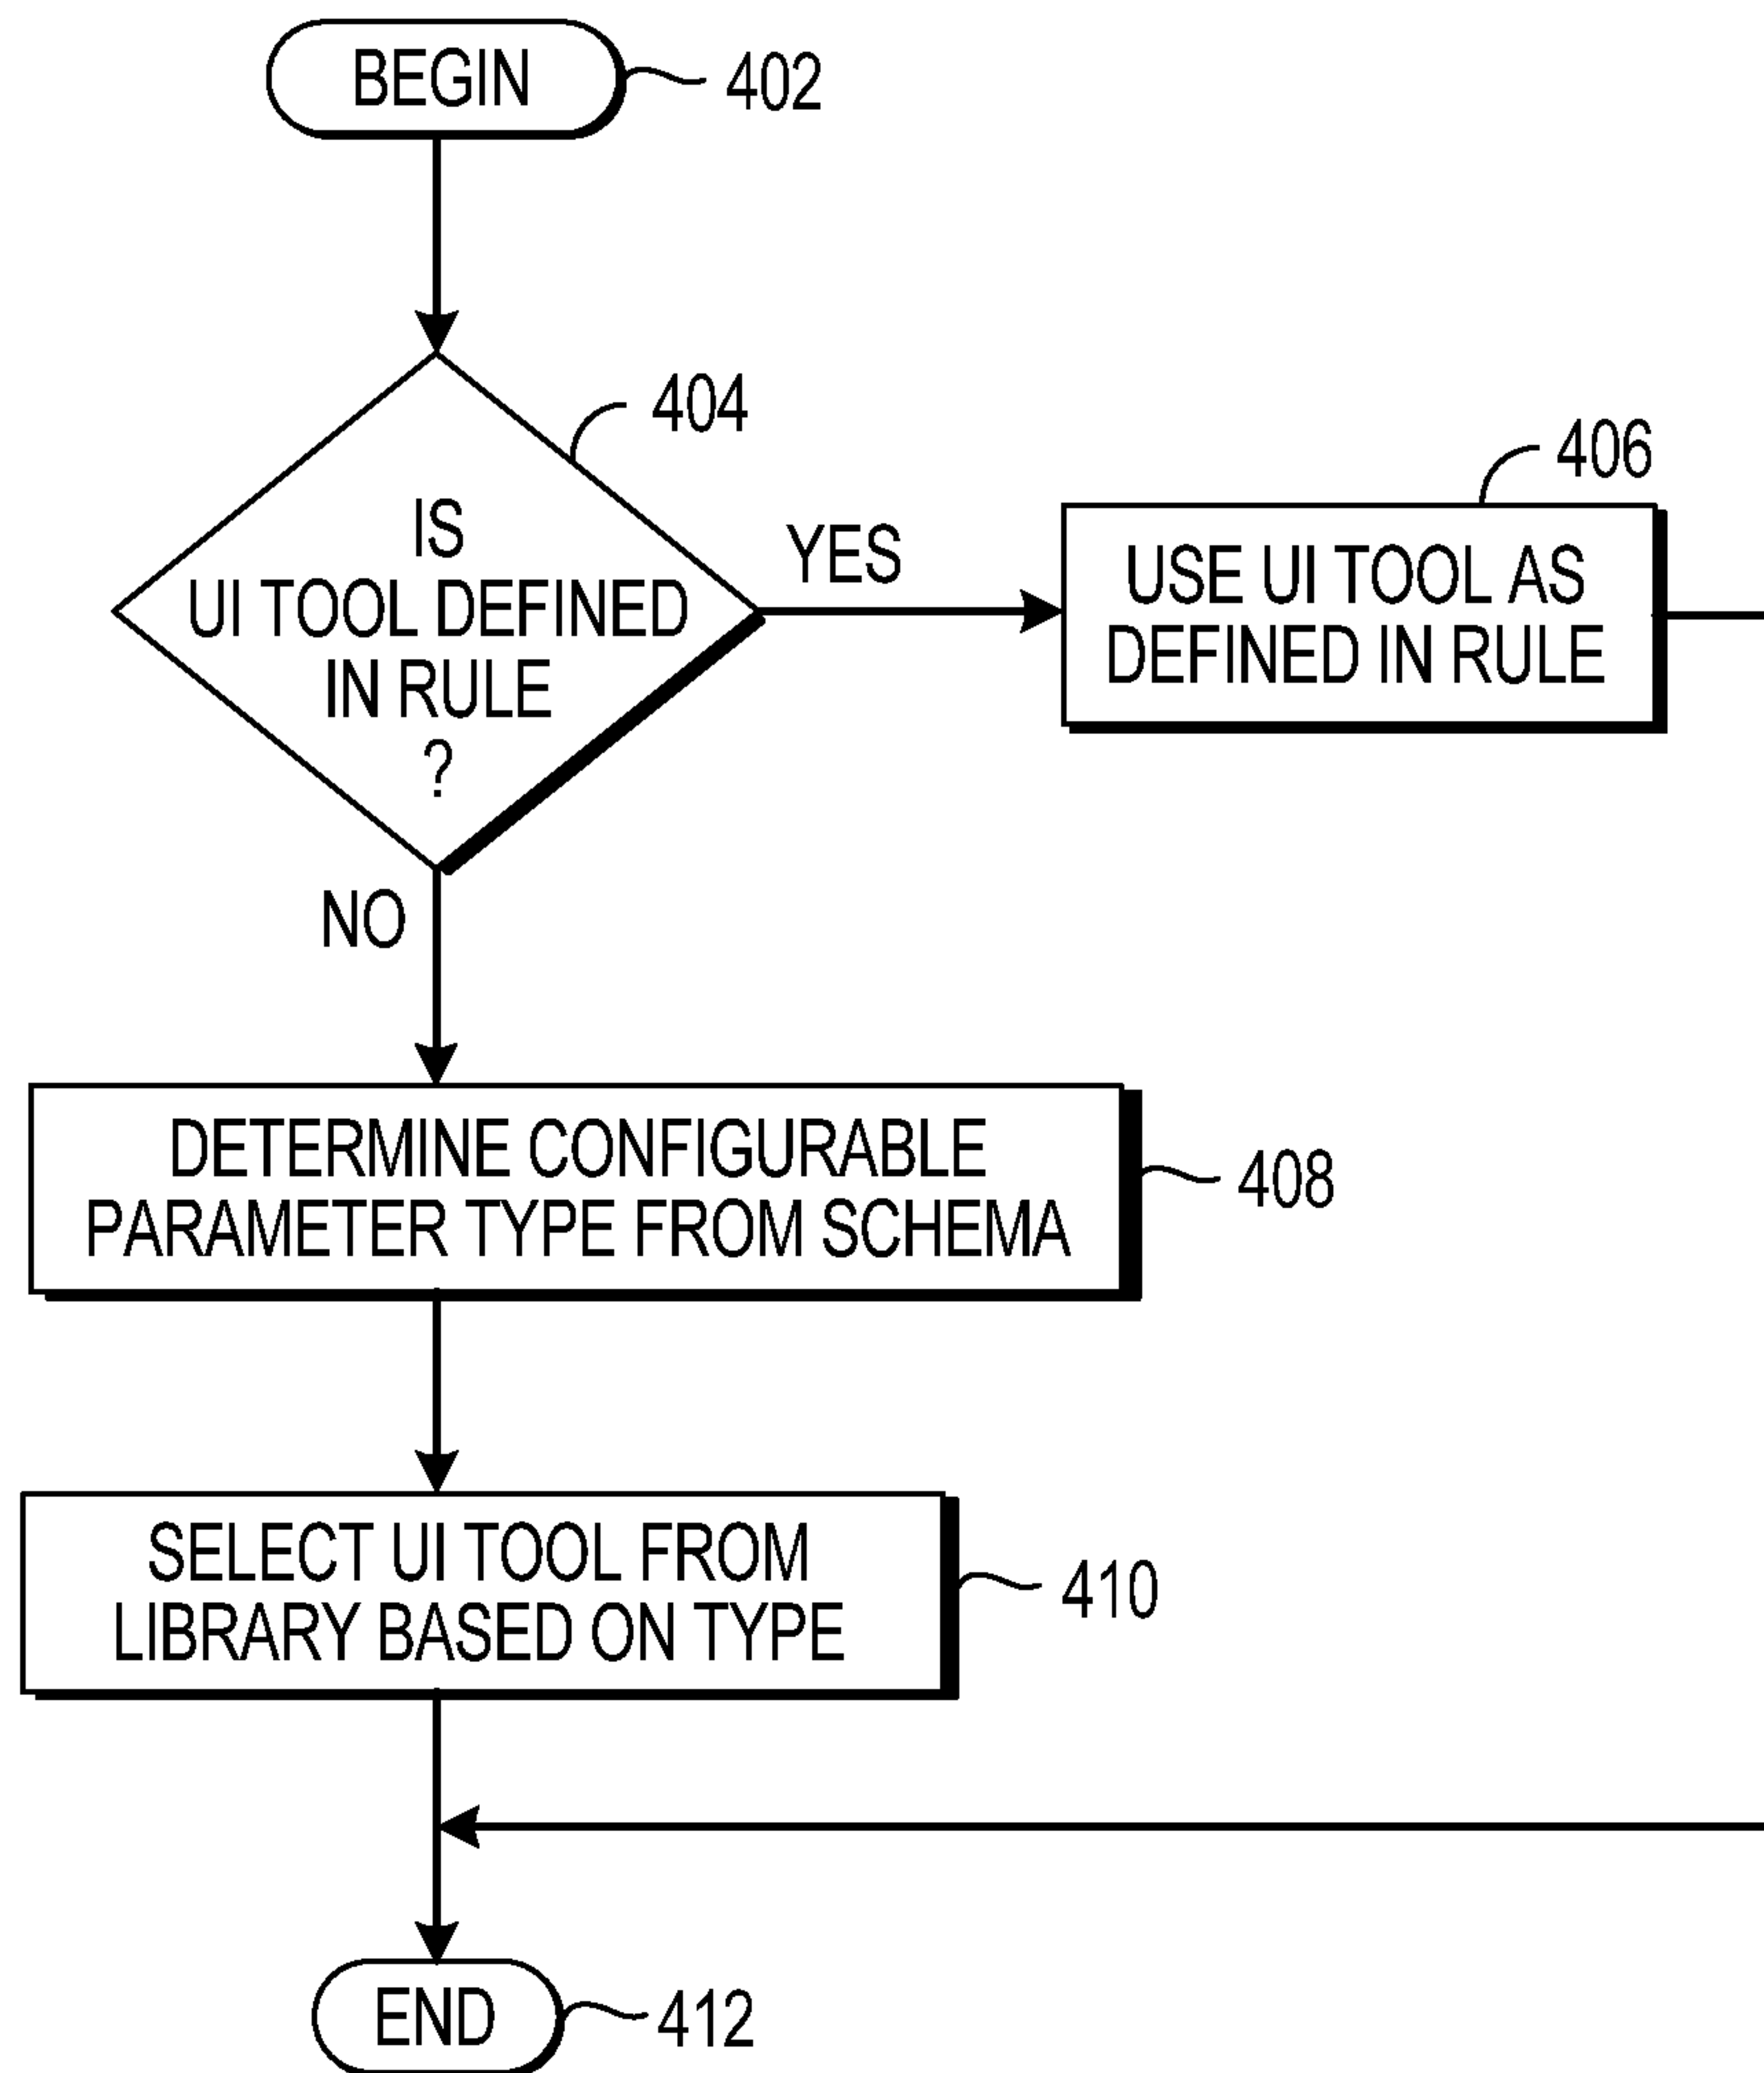 BEGIN
402
404
IS
UI TOOL DEFINED
IN RULE
?
YES
406
USE UI TOOL AS
DEFINED IN RULE
NO
DETERMINE CONFIGURABLE
PARAMETER TYPE FROM SCHEMA
408
SELECT UI TOOL FROM
LIBRARY BASED ON TYPE
410
END
412